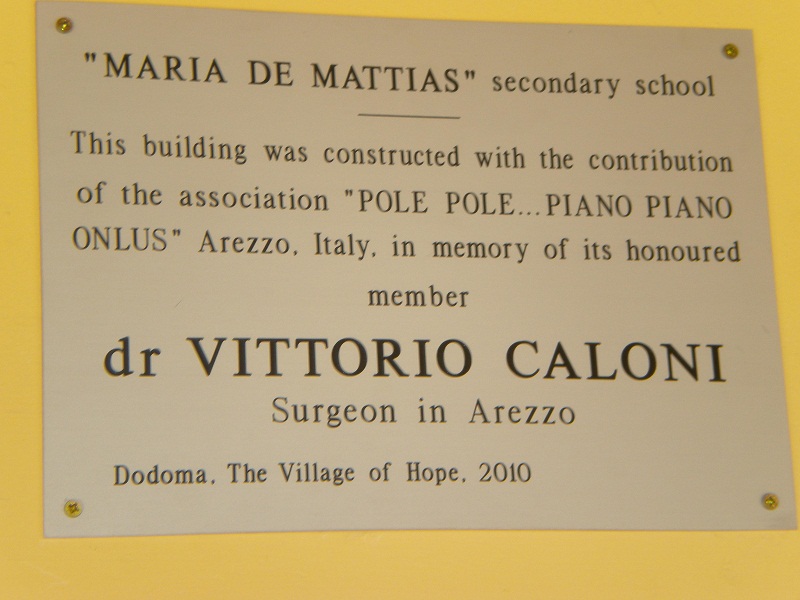 "MARIA DE MATTIAS" secondary school
This building was constructed with the contribution
of the association "POLE POLE...PIANO PIANO
ONLUS" Arezzo, Italy, in memory of its honoured
member
dr VITTORIO CALONI
Surgeon in Arezzo
Dodoma, The Village of Hope, 2010